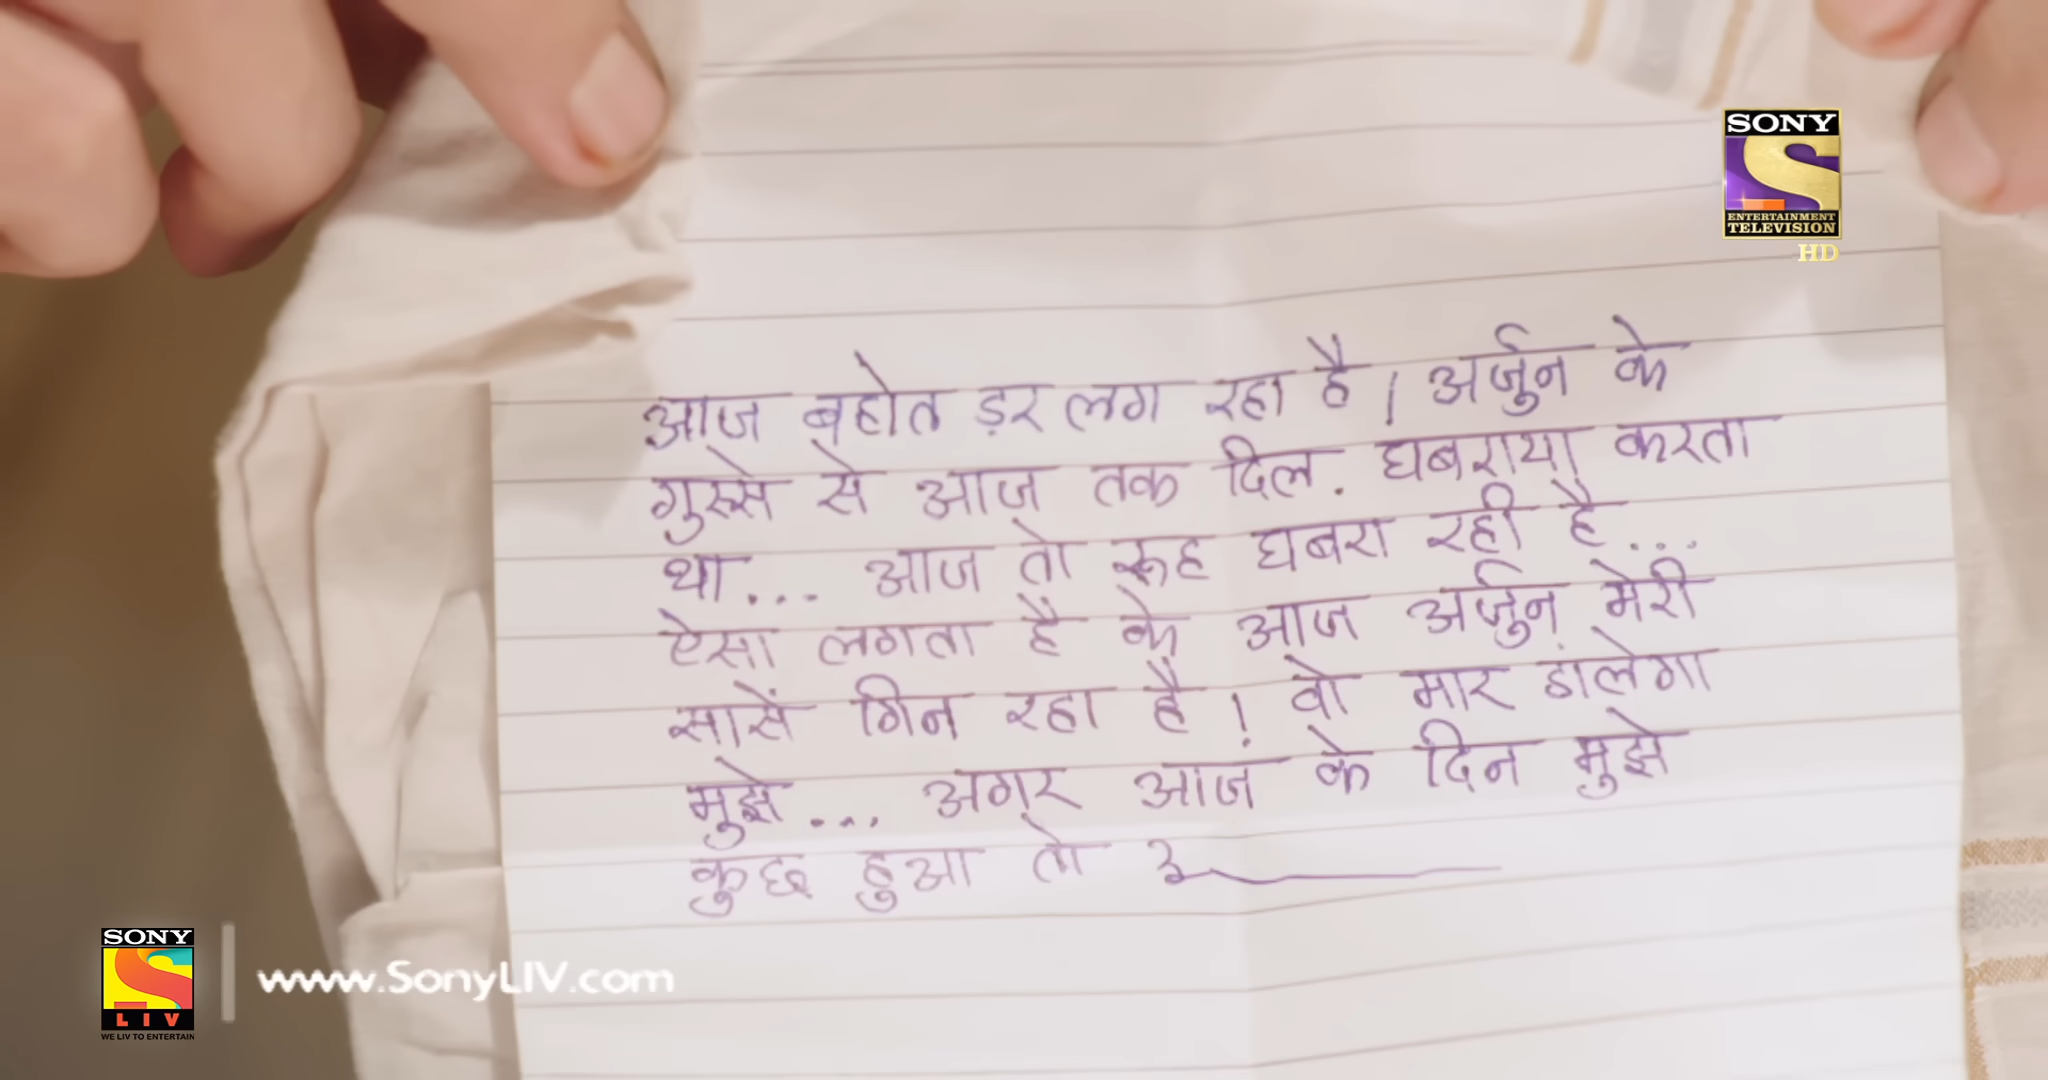 SONY
ENTERTAINMENT
TELEVISION
HD
आज बहोत ड़र लग रहा है। अर्जुन के
गुस्से से आज तक दिल. घबराया करता
था... आज तो रूह घबरा रही है...
ऐसा लगता है के आज अर्जुन मेरी
सासें गिन रहा है! वो मार डालेगा
मुझे... अगर आज के दिन मुझे
कुछ हुआ तो
SONY
LIV
WE LIV TO ENTERTAIN
www.SonyLIV.com